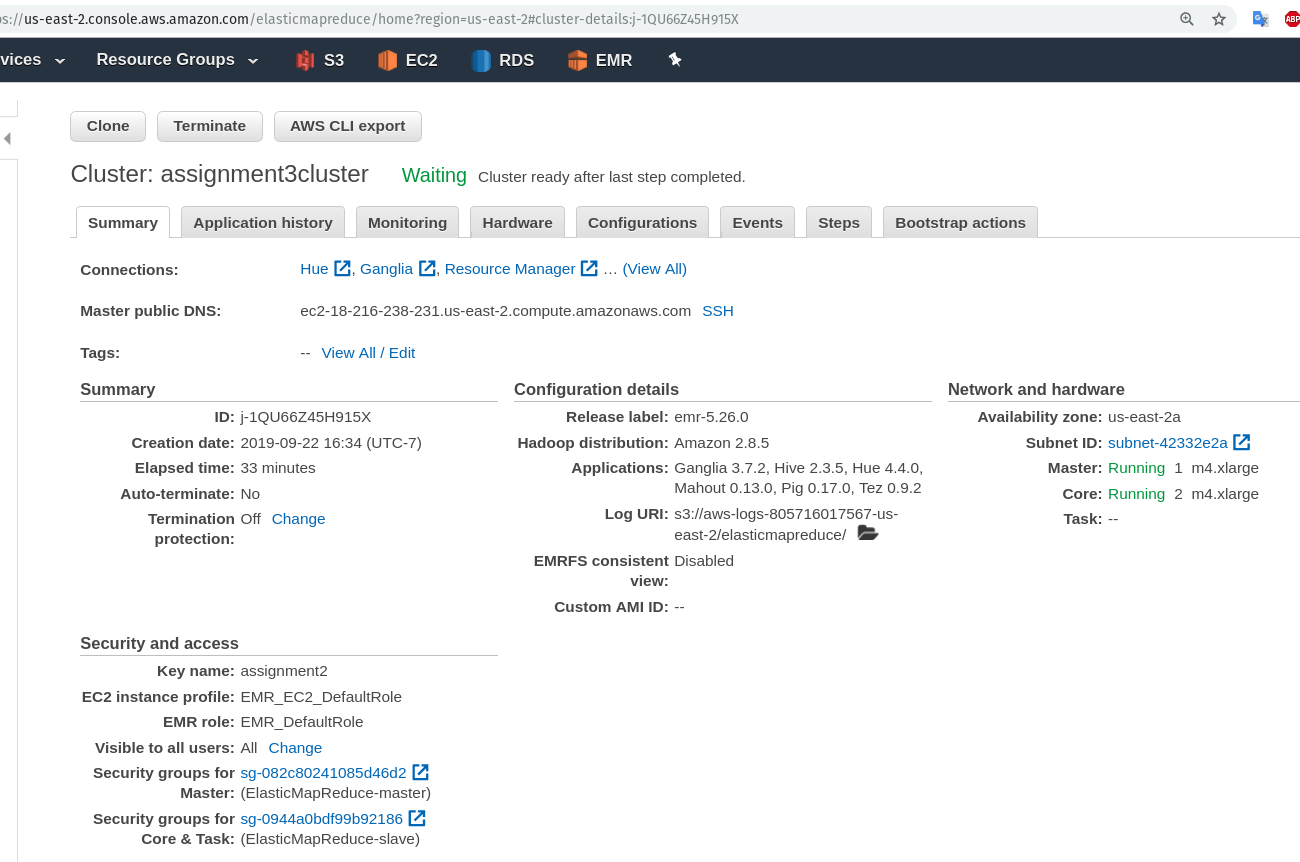 ps://us-east-2.console.aws.amazon.com/elasticmapreduce/home?region=us-east-2#cluster-details:j-1QU66Z45H915X
ABP
vices Resource Groups S3 EC2 RDS EMR
Clone Terminate AWS CLI export
Cluster: assignment3cluster Waiting Cluster ready after last step completed.
Summary Application history Monitoring Hardware Configurations Events Steps Bootstrap actions
Connections: Hue , Ganglia , Resource Manager … (View All)
Master public DNS: ec2-18-216-238-231.us-east-2.compute.amazonaws.com SSH
Tags: -- View All / Edit
Summary
ID: j-1QU66Z45H915X
Creation date: 2019-09-22 16:34 (UTC-7)
Elapsed time: 33 minutes
Auto-terminate: No
Termination Off Change
protection:
Configuration details
Release label: emr-5.26.0
Hadoop distribution: Amazon 2.8.5
Applications: Ganglia 3.7.2, Hive 2.3.5, Hue 4.4.0,
Mahout 0.13.0, Pig 0.17.0, Tez 0.9.2
Log URI: s3://aws-logs-805716017567-us-
east-2/elasticmapreduce/
EMRFS consistent Disabled
view:
Custom AMI ID: --
Network and hardware
Availability zone: us-east-2a
Subnet ID: subnet-42332e2a
Master: Running 1 m4.xlarge
Core: Running 2 m4.xlarge
Task: --
Security and access
Key name: assignment2
EC2 instance profile: EMR_EC2_DefaultRole
EMR role: EMR_DefaultRole
Visible to all users: All Change
Security groups for sg-082c80241085d46d2
Master: (ElasticMapReduce-master)
Security groups for sg-0944a0bdf99b92186
Core & Task: (ElasticMapReduce-slave)